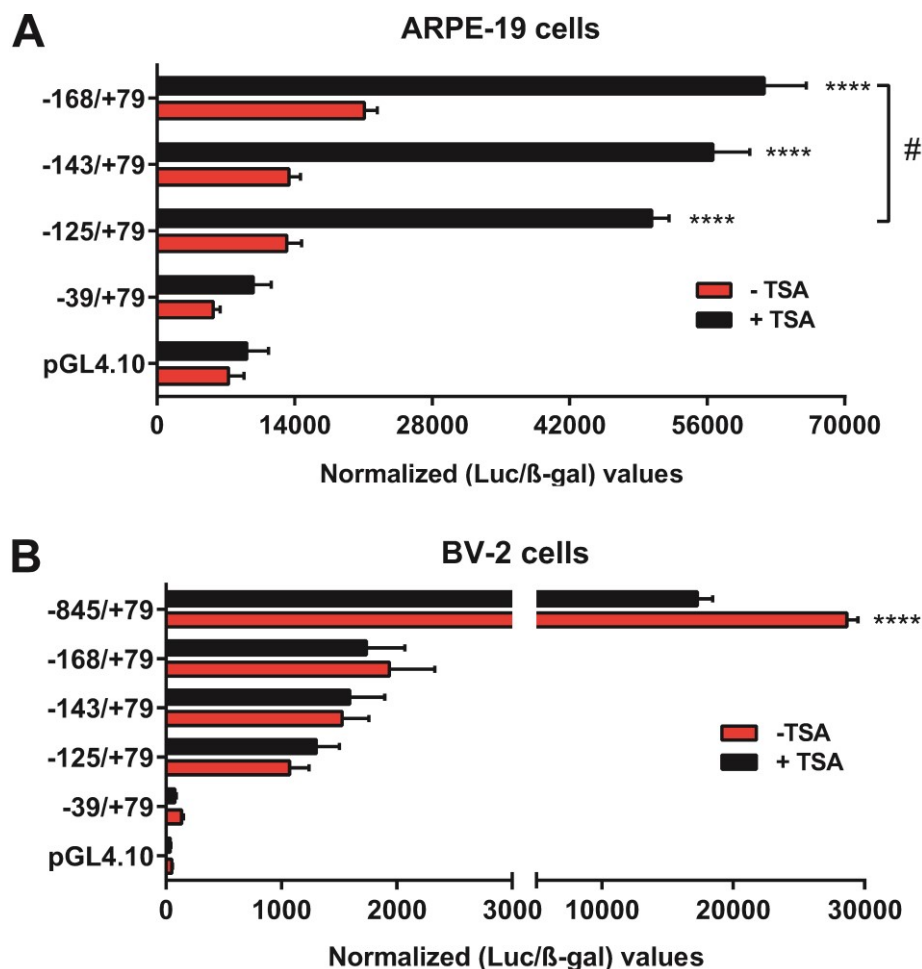 A
ARPE-19 cells
-168/+79
****
-143/+79
****
#
-125/+79
****
-39/+79
- TSA
+ TSA
pGL4.10
0 14000 28000 42000 56000 70000
Normalized (Luc/ß-gal) values
B
BV-2 cells
-845/+79
****
-168/+79
-143/+79
-TSA
+ TSA
-125/+79
-39/+79
pGL4.10
0 1000 2000 3000 10000 20000 30000
Normalized (Luc/ß-gal) values